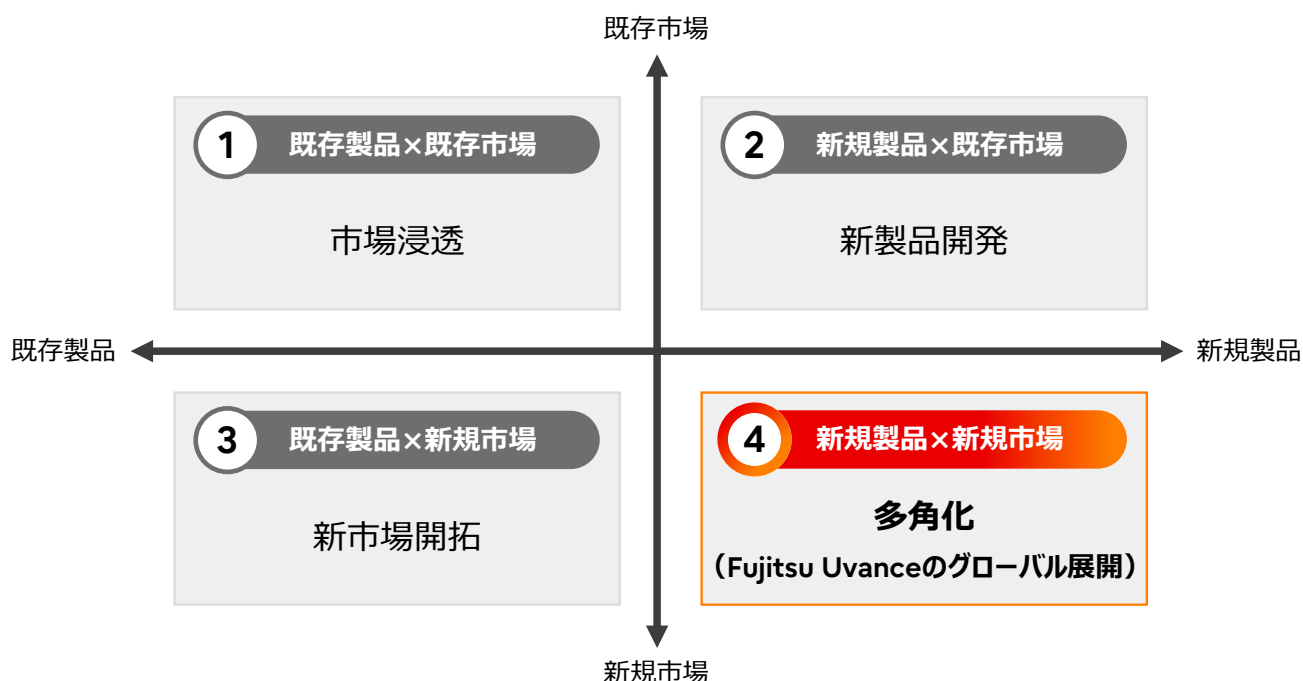 既存市場
1 既存製品×既存市場
市場浸透
2 新規製品×既存市場
新製品開発
既存製品
新規製品
3 既存製品×新規市場
新市場開拓
4 新規製品×新規市場
多角化
（Fujitsu Uvanceのグローバル展開）
新規市場